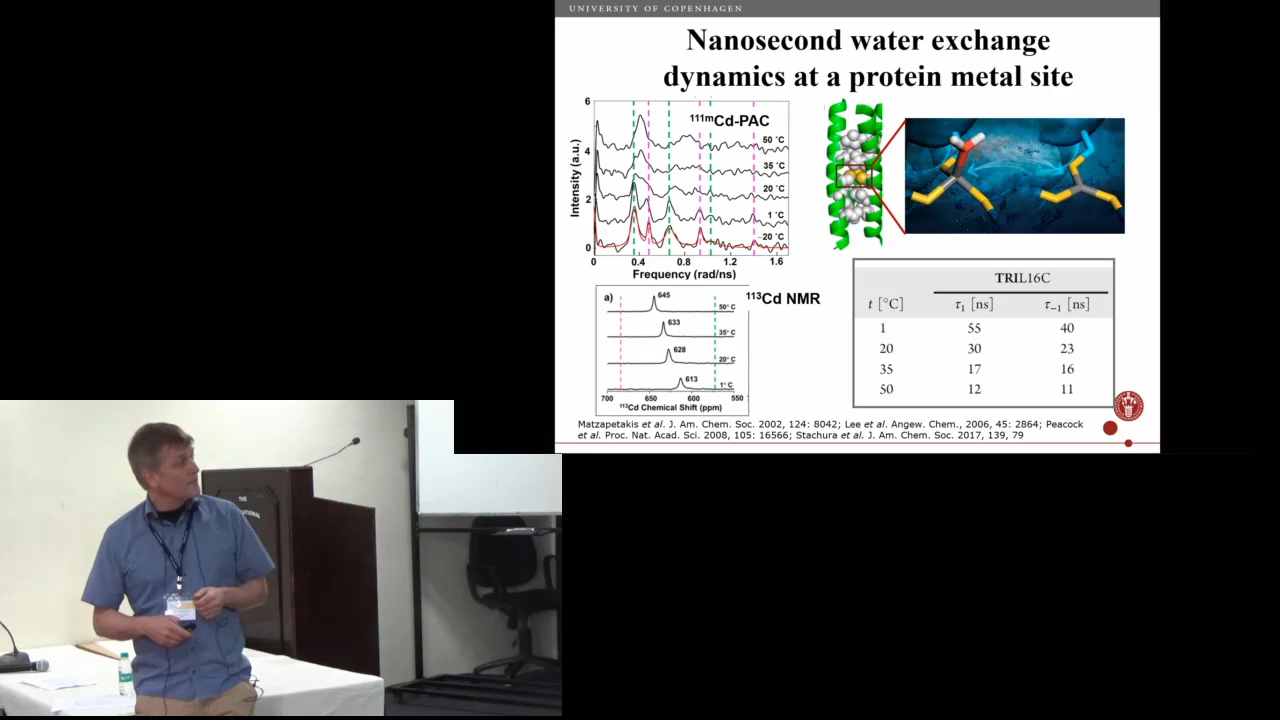 UNIVERSITY OF COPENHAGEN
Nanosecond water exchange
dynamics at a protein metal site
6
4
2
0
Intensity (a.u.)
111mCd-PAC
50 ˚C
35 ˚C
20 ˚C
1 ˚C
-20 ˚C
0 0.4 0.8 1.2 1.6
Frequency (rad/ns)
a)
645
50° C
633
35° C
628
20° C
613
1° C
700 650 600 550
113Cd Chemical Shift (ppm)
113Cd NMR
TRIL16C
t [°C] τ1 [ns] τ−1 [ns]
1 55 40
20 30 23
35 17 16
50 12 11
Matzapetakis et al. J. Am. Chem. Soc. 2002, 124: 8042; Lee et al. Angew. Chem., 2006, 45: 2864; Peacock
et al. Proc. Nat. Acad. Sci. 2008, 105: 16566; Stachura et al. J. Am. Chem. Soc. 2017, 139, 79
THE